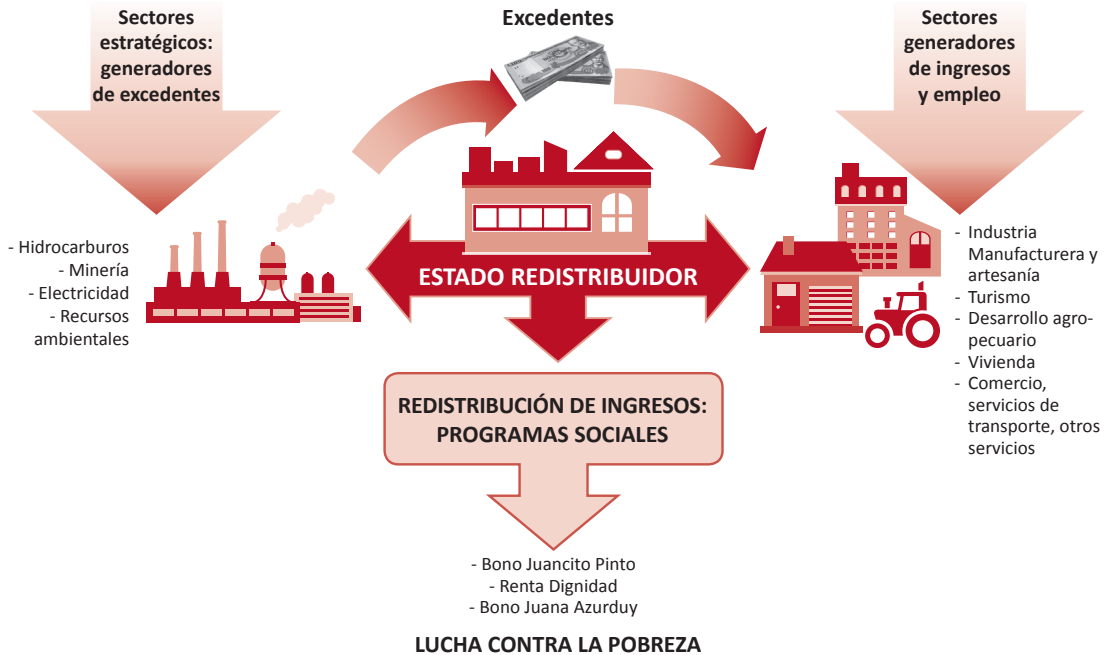 Sectores
estratégicos:
generadores
de excedentes
Excedentes
Sectores
generadores
de ingresos
y empleo
- Hidrocarburos
- Minería
- Electricidad
- Recursos
ambientales
ESTADO REDISTRIBUIDOR
- Industria
Manufacturera y
artesanía
- Turismo
- Desarrollo agro-
pecuario
- Vivienda
- Comercio,
servicios de
transporte, otros
servicios
REDISTRIBUCIÓN DE INGRESOS:
PROGRAMAS SOCIALES
- Bono Juancito Pinto
- Renta Dignidad
- Bono Juana Azurduy
LUCHA CONTRA LA POBREZA